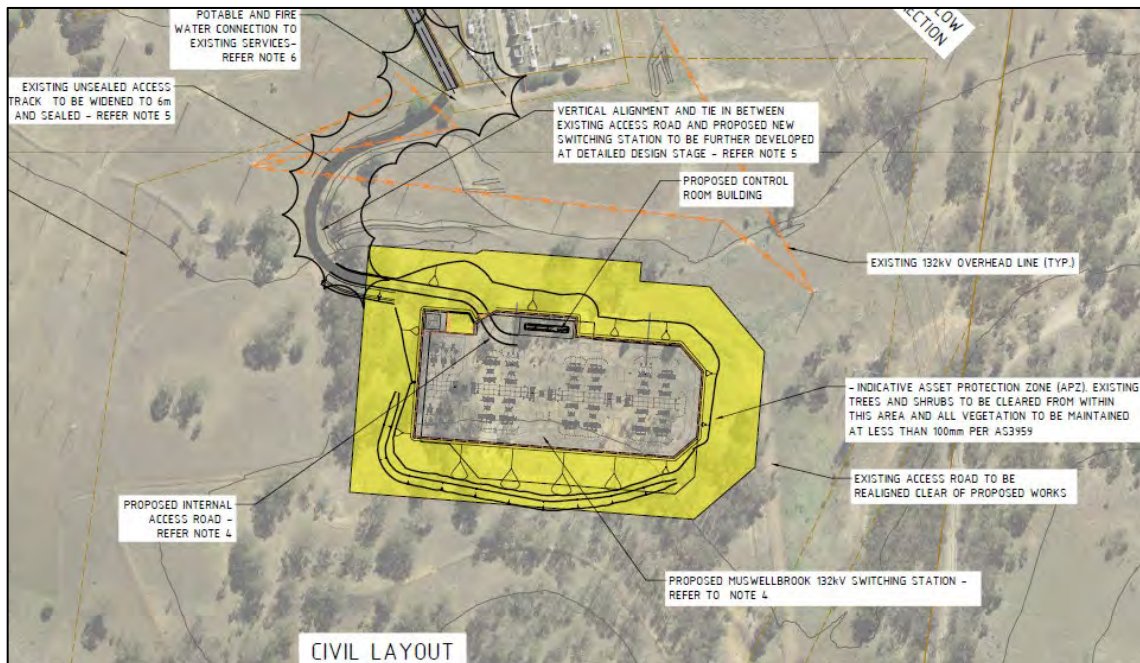 POTABLE AND FIRE
WATER CONNECTION TO
EXISTING SERVICES-
REFER NOTE 6
EXISTING UNSEALED ACCESS
TRACK TO BE WIDENED TO 6m
AND SEALED - REFER NOTE 5
VERTICAL ALIGNMENT AND TIE IN BETWEEN
EXISTING ACCESS ROAD AND PROPOSED NEW
SWITCHING STATION TO BE FURTHER DEVELOPED
AT DETAILED DESIGN STAGE - REFER NOTE 5
PROPOSED CONTROL
ROOM BUILDING
EXISTING 132kV OVERHEAD LINE (TYP.)
- INDICATIVE ASSET PROTECTION ZONE (APZ). EXISTING
TREES AND SHRUBS TO BE CLEARED FROM WITHIN
THIS AREA AND ALL VEGETATION TO BE MAINTAINED
AT LESS THAN 100mm PER AS3959
EXISTING ACCESS ROAD TO BE
REALIGNED CLEAR OF PROPOSED WORKS
PROPOSED INTERNAL
ACCESS ROAD -
REFER NOTE 4
PROPOSED MUSWELLBROOK 132kV SWITCHING STATION -
REFER TO NOTE 4
CIVIL LAYOUT